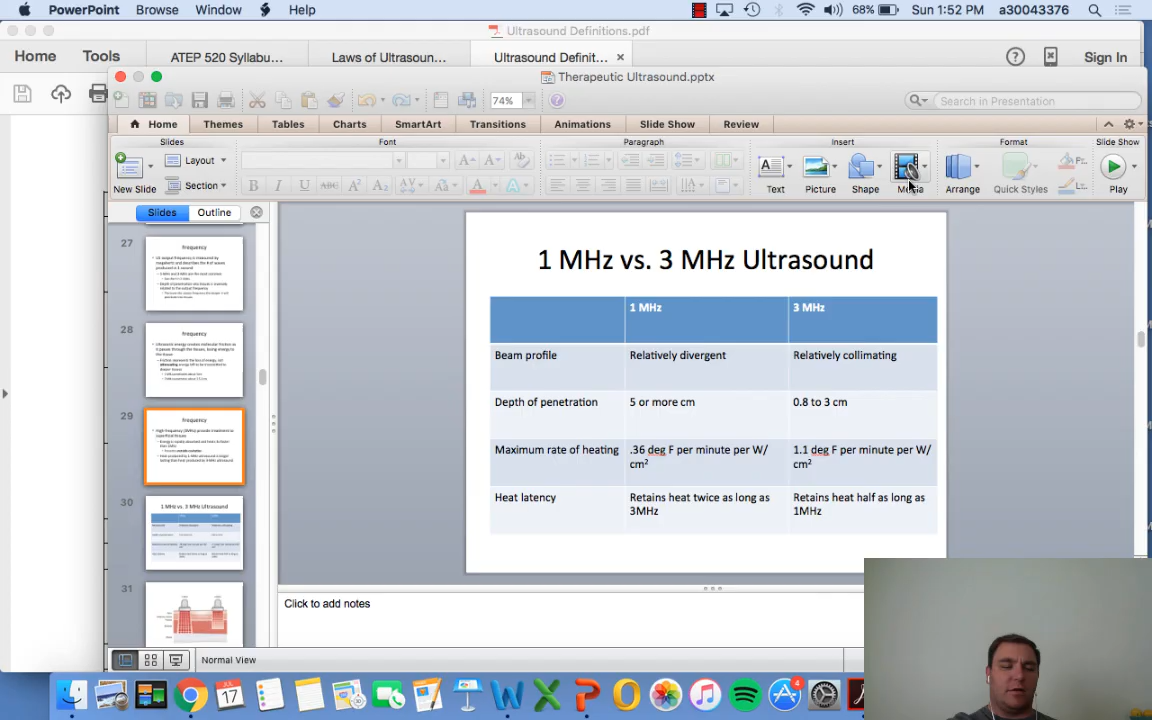 PowerPoint Browse Window Help 68% Sun 1:52 PM a30043376
Ultrasound Definitions.pdf
Home Tools ATEP 520 Syllabu... Laws of Ultrasoun... Ultrasound Definit... × ? Sign In
Therapeutic Ultrasound.pptx
74% Search in Presentation
Home Themes Tables Charts SmartArt Transitions Animations Slide Show Review
Slides Font Paragraph Insert Format Slide Show
New Slide Layout Section
B I U ABC A² A₂
Text Picture Shape Media Arrange Quick Styles Play
Slides Outline
27
Frequency
28
Frequency
29
Frequency
30
1 MHz vs. 3 MHz Ultrasound
31
1 MHz vs. 3 MHz Ultrasound
1 MHz 3 MHz
Beam profile Relatively divergent Relatively collimating
Depth of penetration 5 or more cm 0.8 to 3 cm
Maximum rate of heating .36 deg F per minute per W/ 1.1 deg F per minute per W/
cm² cm²
Heat latency Retains heat twice as long as Retains heat half as long as
3MHz 1MHz
Click to add notes
Normal View
JUL
17
4